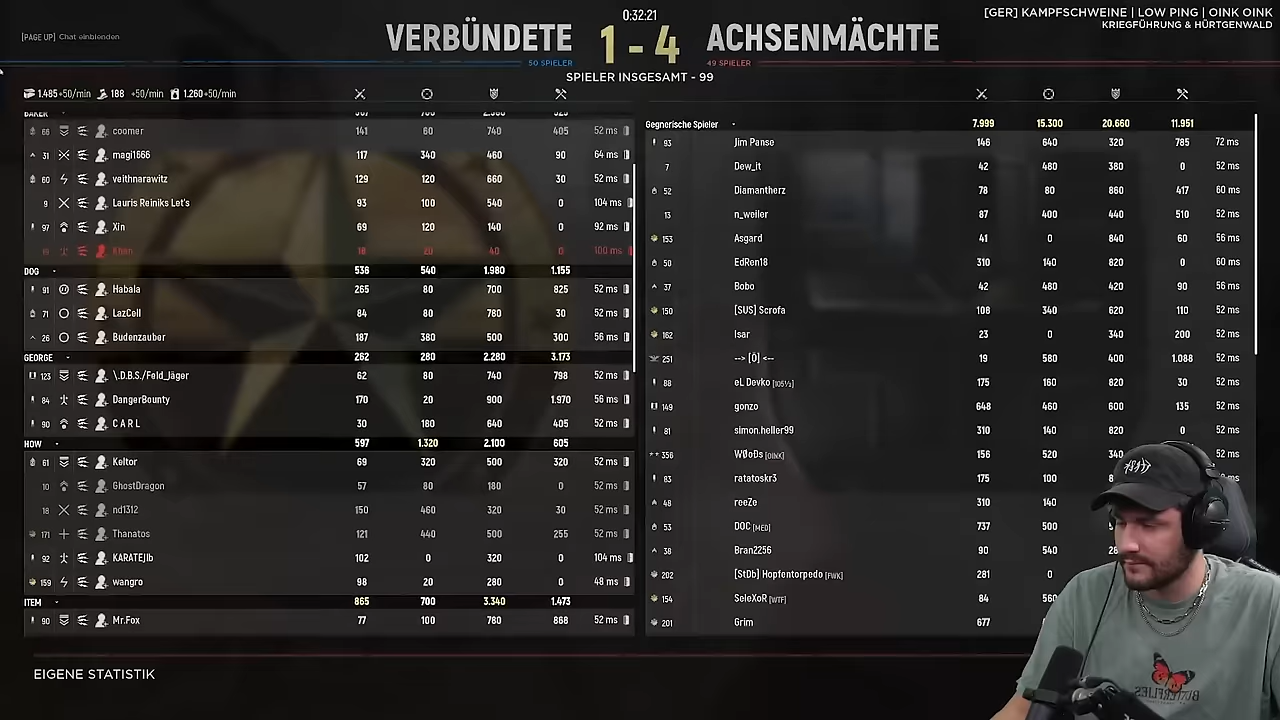 [PAGE UP] Chat einblenden
0:32:21
VERBÜNDETE 1 - 4 ACHSENMÄCHTE
50 SPIELER
49 SPIELER
SPIELER INSGESAMT - 99
[GER] KAMPFSCHWEINE | LOW PING | OINK OINK
KRIEGFÜHRUNG & HÜRTGENWALD
1.485 +50/min 188 +50/min 1.260 +50/min
BAKER
66 coomer 141 60 740 405 52 ms
31 magi1666 117 340 460 90 64 ms
60 veithnarawitz 129 120 660 30 52 ms
9 Lauris Reiniks Let's 93 100 540 0 104 ms
97 Xin 69 120 140 0 92 ms
Khen 18 20 40 0 100 ms
DOG 538 540 1.980 1.155
91 Habala 265 80 700 825 52 ms
71 LazCell 84 80 780 30 52 ms
26 Budenzauber 187 380 500 300 56 ms
GEORGE 262 280 2.280 3.173
123 \.D.B.S./Feld_Jäger 62 80 740 798 52 ms
84 DangerBounty 170 20 900 1.970 56 ms
90 C A R L 30 180 640 405 52 ms
HOW 597 1.320 2.100 605
61 Keltor 69 320 500 320 52 ms
10 GhostDragon 57 80 180 0 52 ms
18 nd1312 150 460 320 30 52 ms
171 Thanatos 121 440 500 255 52 ms
92 KARATEJIb 102 0 320 0 104 ms
159 wangro 98 20 280 0 48 ms
ITEM 865 700 3.340 1.473
90 Mr.Fox 77 100 780 868 52 ms
Gegnerische Spieler 7.999 15.300 20.660 11.951
93 Jim Panse 146 640 320 785 72 ms
7 Dew_it 42 480 380 0 52 ms
52 Diamantherz 78 80 860 417 60 ms
13 n_weiler 87 400 440 510 52 ms
153 Asgard 41 0 840 60 56 ms
50 EdRen18 310 140 820 0 60 ms
37 Bobo 42 480 420 90 56 ms
150 [SUS] Scrofa 108 340 620 110 52 ms
162 Isar 23 0 340 200 52 ms
251 --> [0] <-- 19 580 400 1.088 52 ms
88 eL Devko [105½] 175 160 820 30 52 ms
149 gonzo 648 460 600 135 52 ms
81 simon.heller99 310 140 820 0 52 ms
356 WØoĐs [OINK] 156 520 340
83 ratatoskr3 175 100
48 reeZe 310 140
53 DOC [MED] 737 500
38 Bran2256 90 540
202 [StDb] Hopfentorpedo [FWK] 281 0
154 SeleXoR [WTF] 84 560
201 Grim 677
EIGENE STATISTIK
BUTTERFLIES